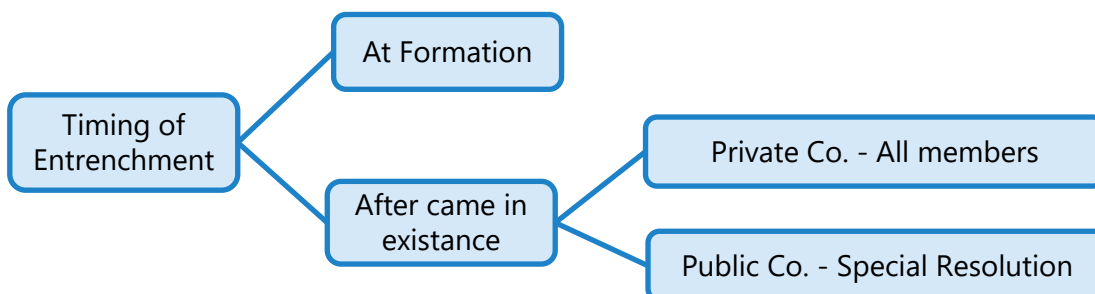 At Formation
Timing of
Entrenchment
Private Co. - All members
After came in
existance
Public Co. - Special Resolution